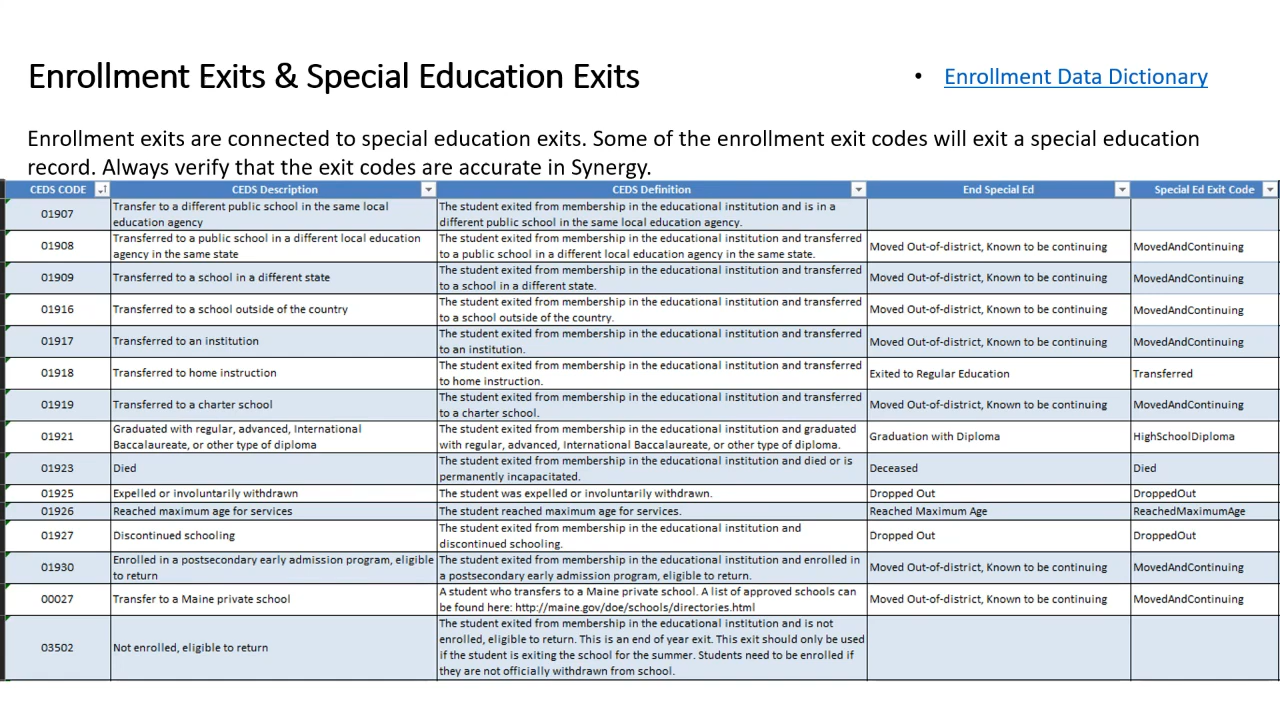 Enrollment Exits & Special Education Exits
• Enrollment Data Dictionary
Enrollment exits are connected to special education exits. Some of the enrollment exit codes will exit a special education
record. Always verify that the exit codes are accurate in Synergy.
CEDS CODE CEDS Description CEDS Definition End Special Ed Special Ed Exit Code
01907 Transfer to a different public school in the same local The student exited from membership in the educational institution and is in a
education agency different public school in the same local education agency.
01908 Transferred to a public school in a different local education The student exited from membership in the educational institution and transferred Moved Out-of-district, Known to be continuing MovedAndContinuing
agency in the same state to a public school in a different local education agency in the same state.
01909 Transferred to a school in a different state The student exited from membership in the educational institution and transferred Moved Out-of-district, Known to be continuing MovedAndContinuing
to a school in a different state.
01916 Transferred to a school outside of the country The student exited from membership in the educational institution and transferred Moved Out-of-district, Known to be continuing MovedAndContinuing
to a school outside of the country.
01917 Transferred to an institution The student exited from membership in the educational institution and transferred Moved Out-of-district, Known to be continuing MovedAndContinuing
to an institution.
01918 Transferred to home instruction The student exited from membership in the educational institution and transferred Exited to Regular Education Transferred
to home instruction.
01919 Transferred to a charter school The student exited from membership in the educational institution and transferred Moved Out-of-district, Known to be continuing MovedAndContinuing
to a charter school.
01921 Graduated with regular, advanced, International The student exited from membership in the educational institution and graduated Graduation with Diploma HighSchoolDiploma
Baccalaureate, or other type of diploma with regular, advanced, International Baccalaureate, or other type of diploma.
01923 Died The student exited from membership in the educational institution and died or is Deceased Died
permanently incapacitated.
01925 Expelled or involuntarily withdrawn The student was expelled or involuntarily withdrawn. Dropped Out DroppedOut
01926 Reached maximum age for services The student reached maximum age for services. Reached Maximum Age ReachedMaximumAge
01927 Discontinued schooling The student exited from membership in the educational institution and Dropped Out DroppedOut
discontinued schooling.
01930 Enrolled in a postsecondary early admission program, eligible The student exited from membership in the educational institution and enrolled in Moved Out-of-district, Known to be continuing MovedAndContinuing
to return a postsecondary early admission program, eligible to return.
00027 Transfer to a Maine private school A student who transfers to a Maine private school. A list of approved schools can Moved Out-of-district, Known to be continuing MovedAndContinuing
be found here: http://maine.gov/doe/schools/directories.html
03502 Not enrolled, eligible to return The student exited from membership in the educational institution and is not
enrolled, eligible to return. This is an end of year exit. This exit should only be used
if the student is exiting the school for the summer. Students need to be enrolled if
they are not officially withdrawn from school.